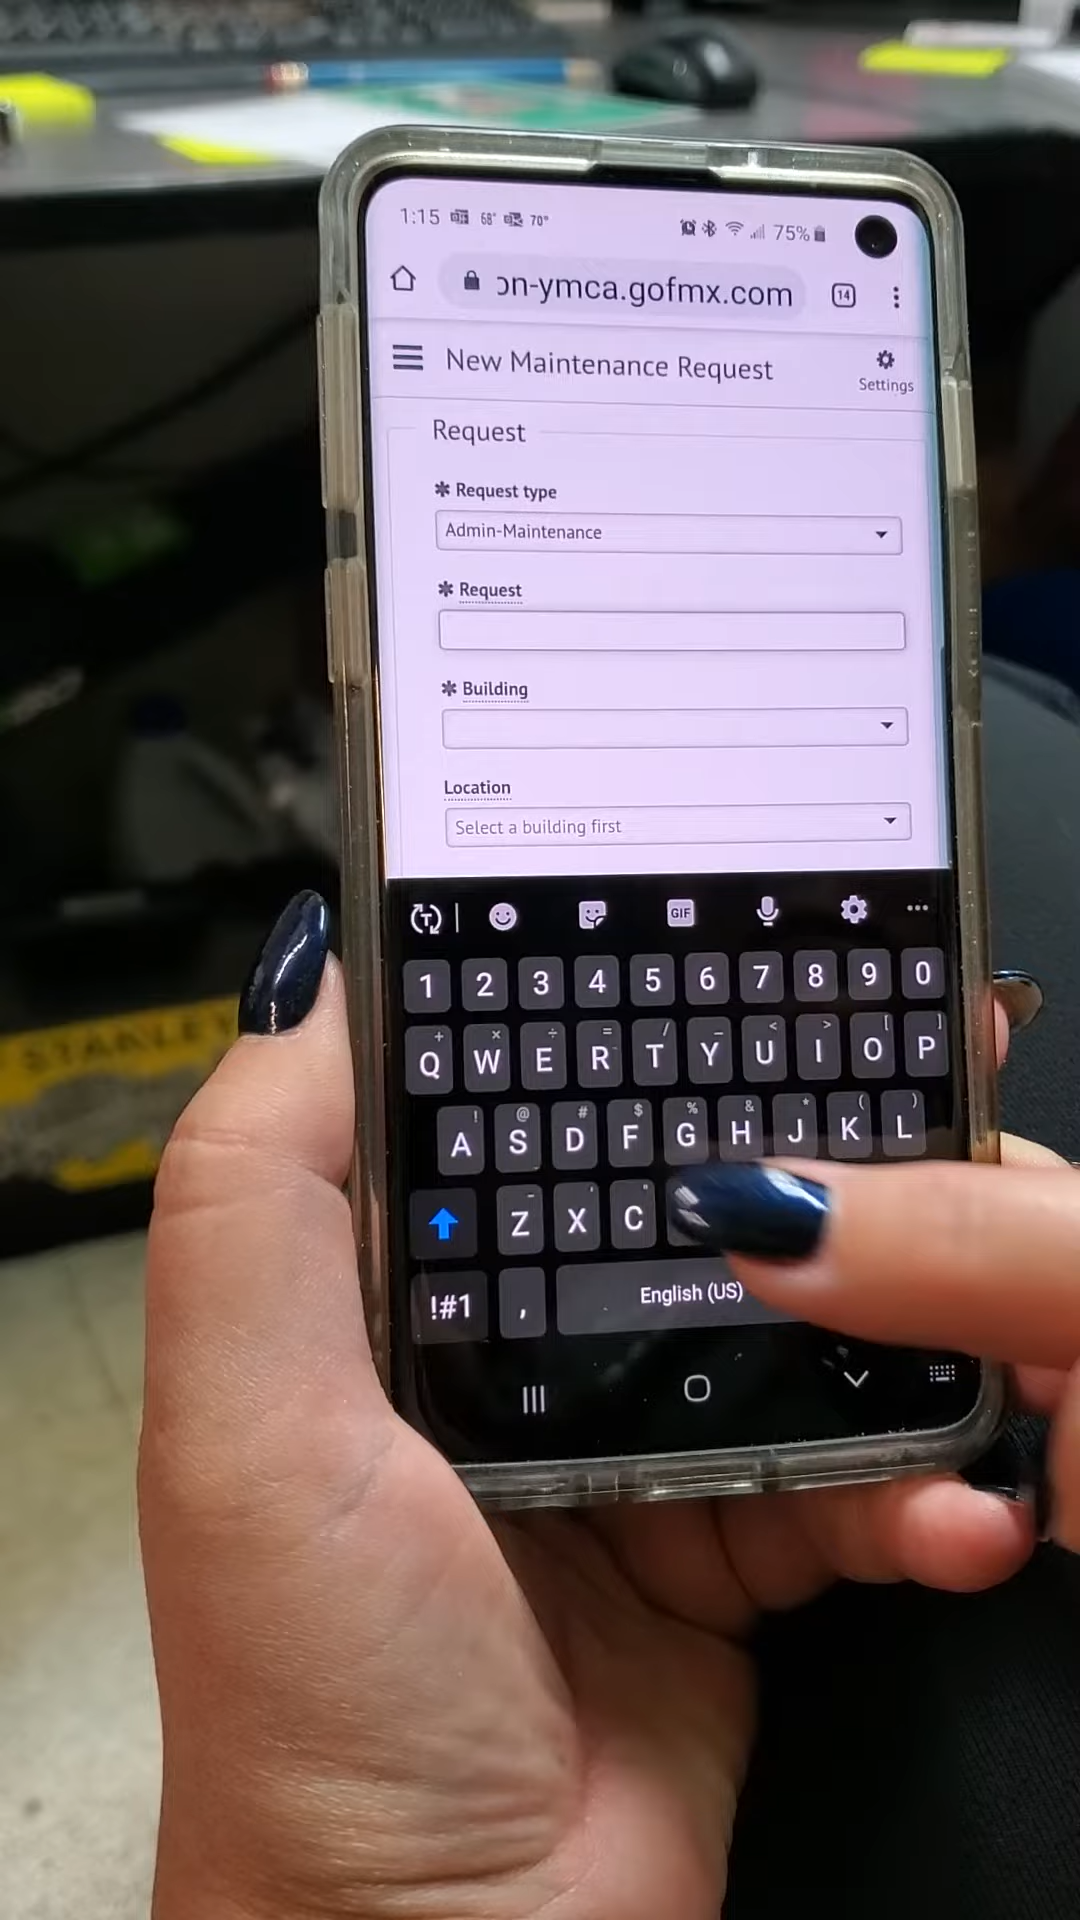 1:15 68° 70° 75%
on-ymca.gofmx.com 14
New Maintenance Request
Settings
Request
✱ Request type
Admin-Maintenance
✱ Request
✱ Building
Location
Select a building first
GIF
1 2 3 4 5 6 7 8 9 0
+ × ÷ = / _ < > [ ]
Q W E R T Y U I O P
! @ # $ % & * ( )
A S D F G H J K L
- ' "
Z X C
!#1 , English (US)
STANLEY